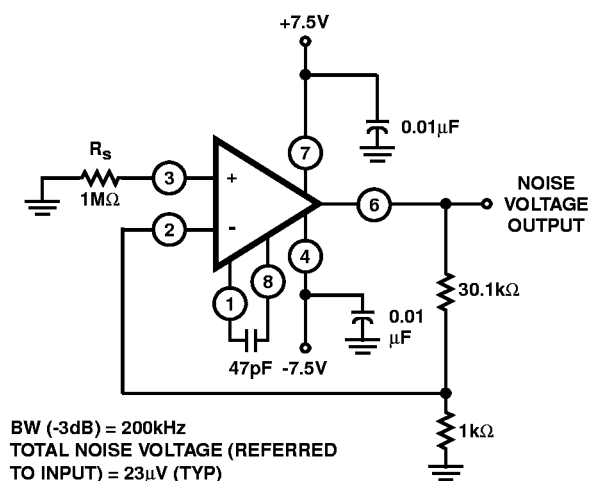 +7.5V
0.01μF
7
Rs
1MΩ
3
+
2
-
6
NOISE
VOLTAGE
OUTPUT
4
8
1
30.1kΩ
0.01
μF
47pF
-7.5V
1kΩ
BW (-3dB) = 200kHz
TOTAL NOISE VOLTAGE (REFERRED
TO INPUT) = 23μV (TYP)